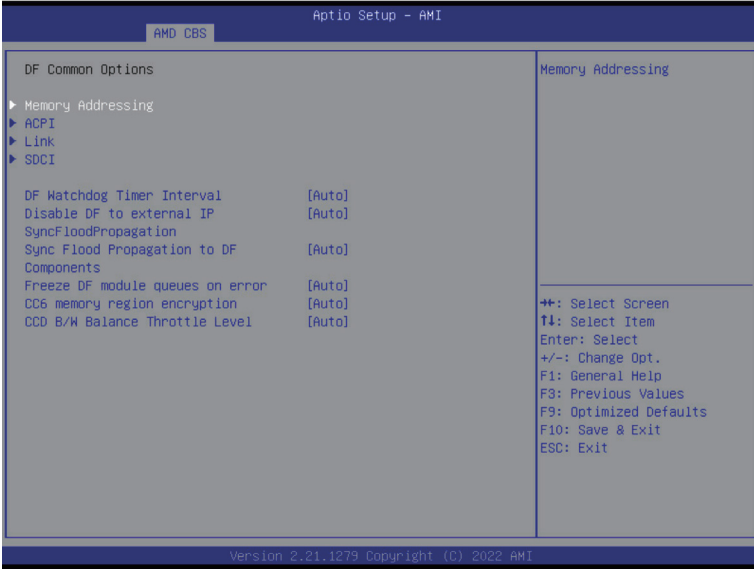 Aptio Setup – AMI
AMD CBS
DF Common Options
Memory Addressing
ACPI
Link
SDCI
DF Watchdog Timer Interval [Auto]
Disable DF to external IP [Auto]
SyncFloodPropagation
Sync Flood Propagation to DF [Auto]
Components
Freeze DF module queues on error [Auto]
CC6 memory region encryption [Auto]
CCD B/W Balance Throttle Level [Auto]
Memory Addressing
→←: Select Screen
↑↓: Select Item
Enter: Select
+/-: Change Opt.
F1: General Help
F3: Previous Values
F9: Optimized Defaults
F10: Save & Exit
ESC: Exit
Version 2.21.1279 Copyright (C) 2022 AMI